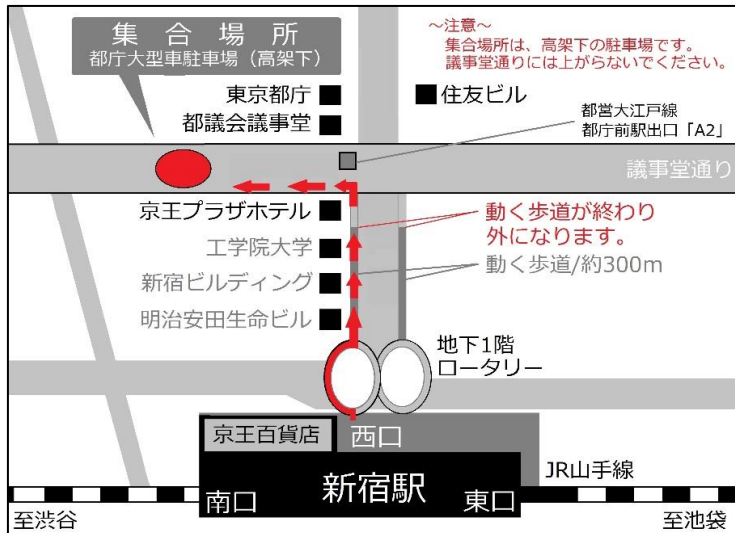 集合場所
都庁大型車駐車場（高架下）
～注意～
集合場所は、高架下の駐車場です。
議事堂通りには上がらないでください。
東京都庁
都議会議事堂
住友ビル
都営大江戸線
都庁前駅出口「A2」
議事堂通り
京王プラザホテル
工学院大学
新宿ビルディング
明治安田生命ビル
動く歩道が終わり
外になります。
動く歩道/約300m
地下1階
ロータリー
京王百貨店
西口
南口
新宿駅
東口
JR山手線
至渋谷
至池袋